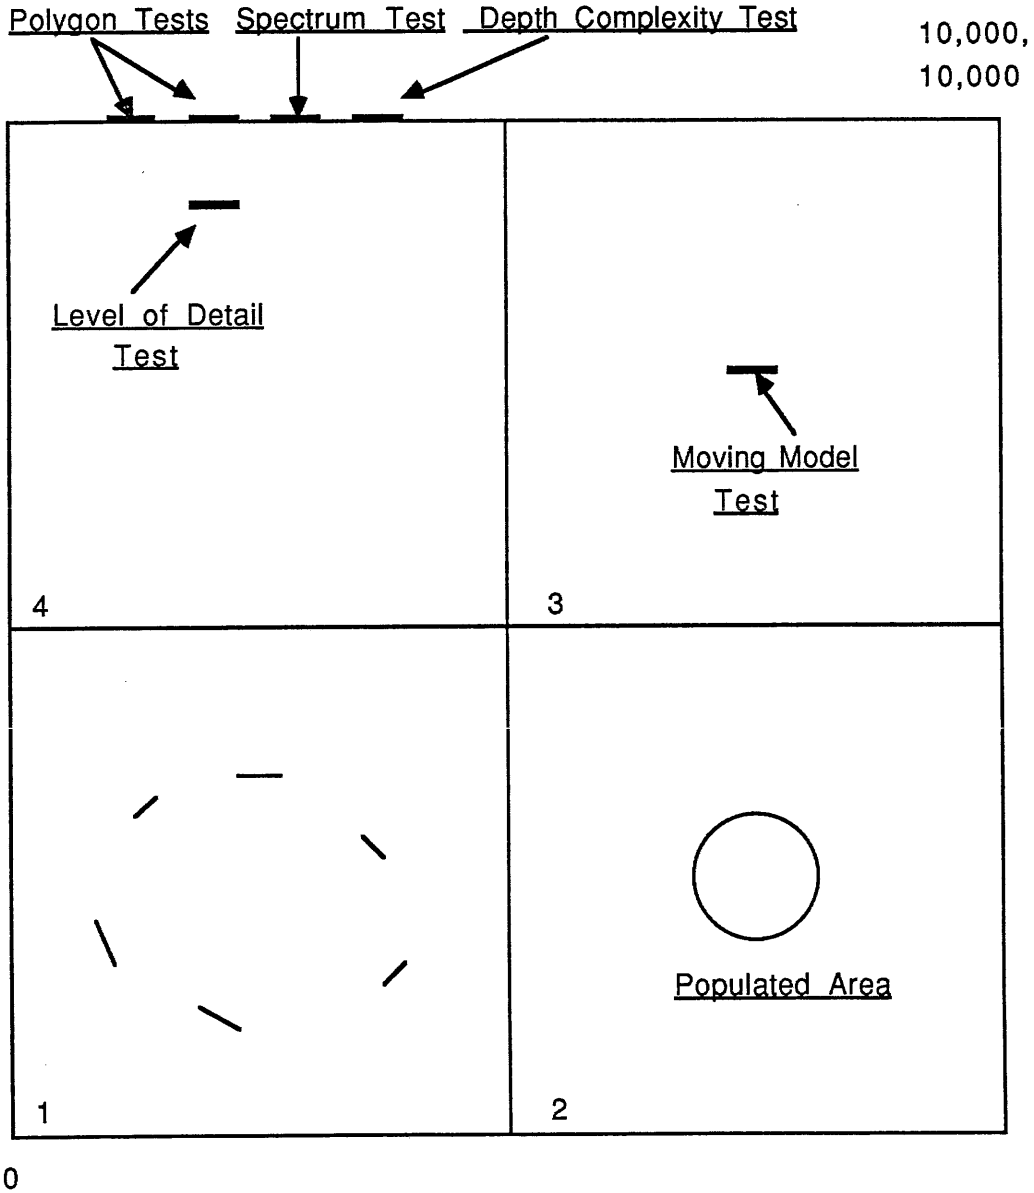 Polygon Tests Spectrum Test Depth Complexity Test
10,000,
10,000
Level of Detail
Test
Moving Model
Test
4
3
Populated Area
1
2
0